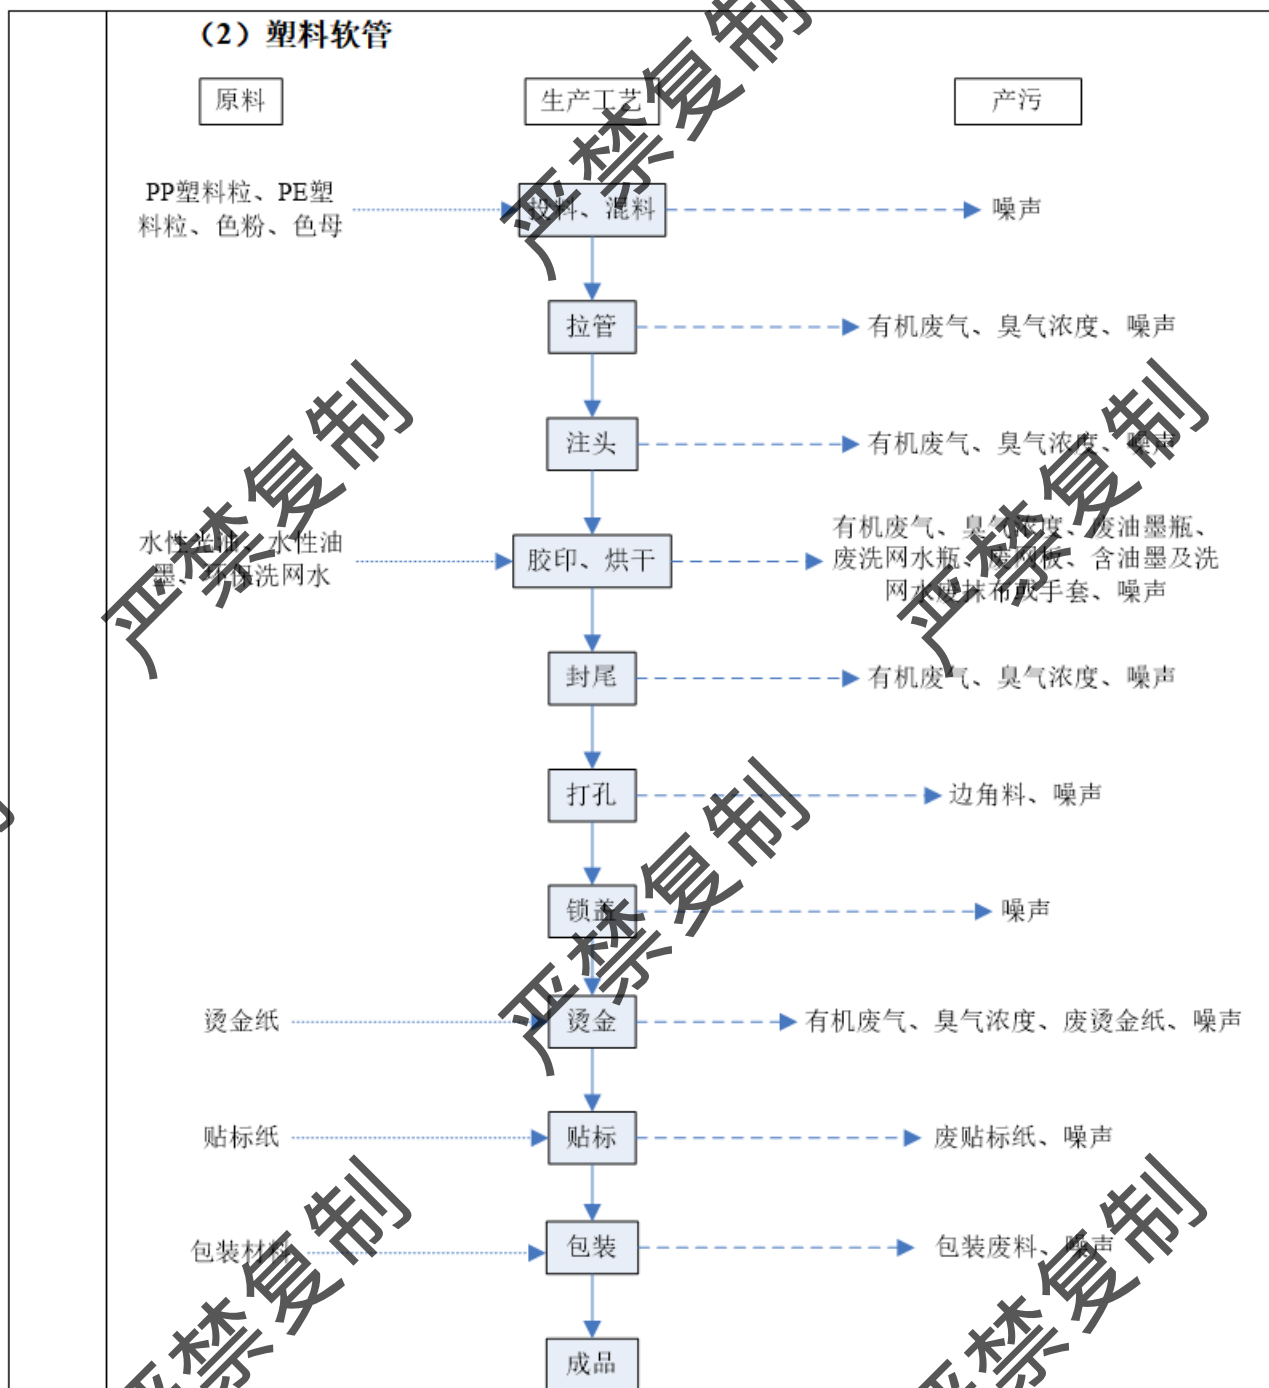 （2）塑料软管
原料
生产工艺
产污
PP塑料粒、PE塑
料粒、色粉、色母
投料、混料
噪声
拉管
有机废气、臭气浓度、噪声
注头
有机废气、臭气浓度、噪声
水性光油、水性油
墨、环保洗网水
胶印、烘干
有机废气、臭气浓度、废油墨瓶、
废洗网水瓶、废网板、含油墨及洗
网水废抹布或手套、噪声
封尾
有机废气、臭气浓度、噪声
打孔
边角料、噪声
锁盖
噪声
烫金纸
烫金
有机废气、臭气浓度、废烫金纸、噪声
贴标纸
贴标
废贴标纸、噪声
包装材料
包装
包装废料、噪声
成品
严禁复制
严禁复制
严禁复制
严禁复制
严禁复制
严禁复制